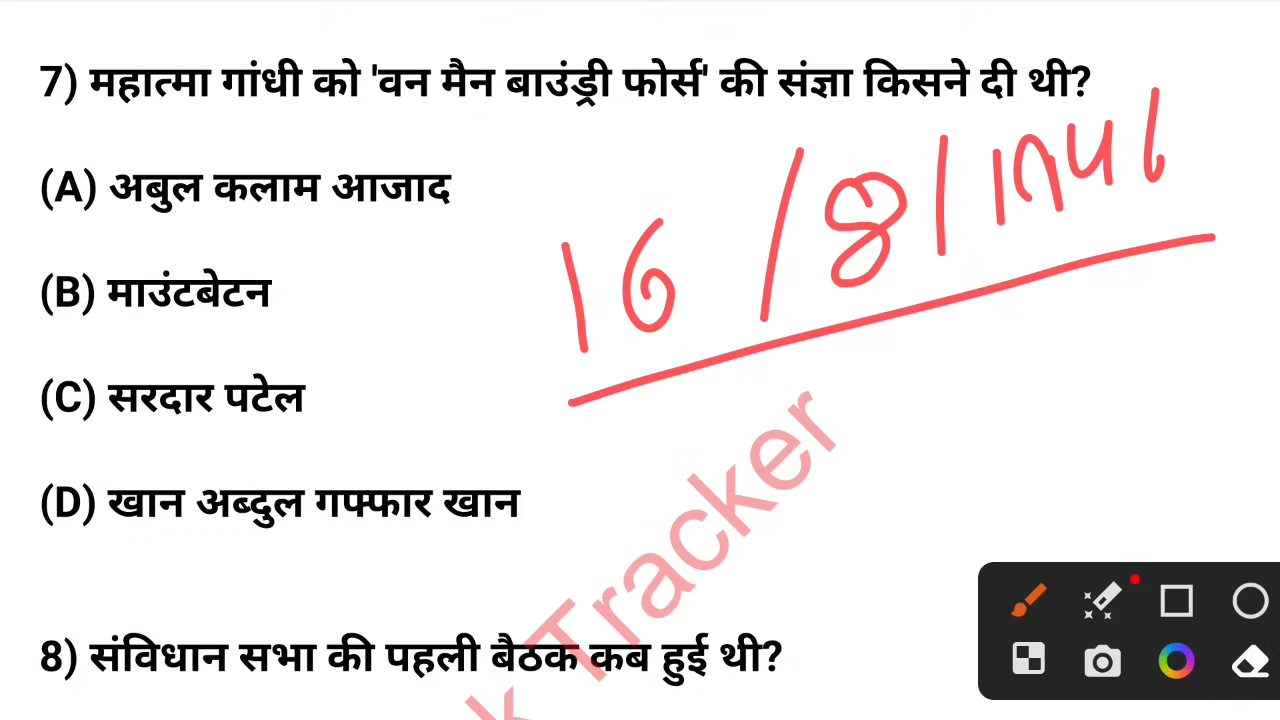 7) महात्मा गांधी को 'वन मैन बाउंड्री फोर्स' की संज्ञा किसने दी थी?
(A) अबुल कलाम आजाद
16/8/1946
(B) माउंटबेटन
(C) सरदार पटेल
(D) खान अब्दुल गफ्फार खान
k Tracker
8) संविधान सभा की पहली बैठक कब हुई थी?